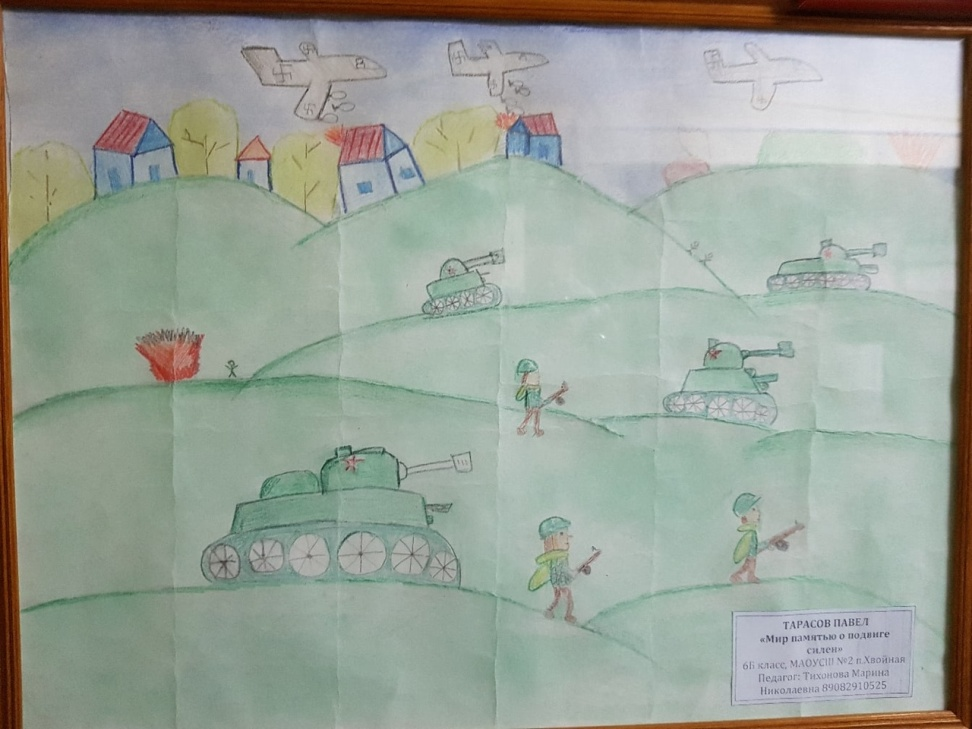 ТАРАСОВ ПАВЕЛ
«Мир памятью о подвиге
силен»
6Б класс, МАОУСШ №2 п.Хвойная
Педагог: Тихонова Марина
Николаевна 89082910525